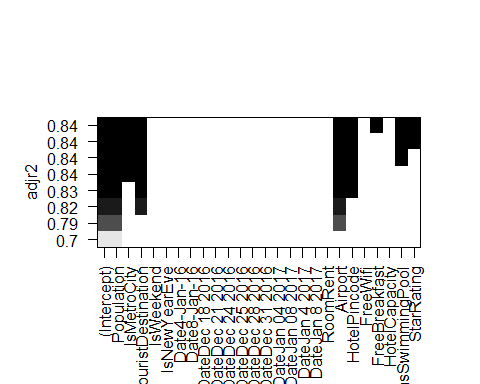 adjr2
0.84
0.84
0.84
0.84
0.83
0.82
0.79
0.7
(Intercept)
Population
IsMetroCity
ouristDestination
IsWeekend
IsNewYearEve
Date4-Jan-16
Date8-Jan-16
DateDec 18 2016
DateDec 21 2016
DateDec 24 2016
DateDec 25 2016
DateDec 28 2016
DateDec 31 2016
DateJan 04 2017
DateJan 08 2017
DateJan 4 2017
DateJan 8 2017
RoomRent
Airport
HotelPincode
FreeWifi
FreeBreakfast
HotelCapacity
asSwimmingPool
StarRating